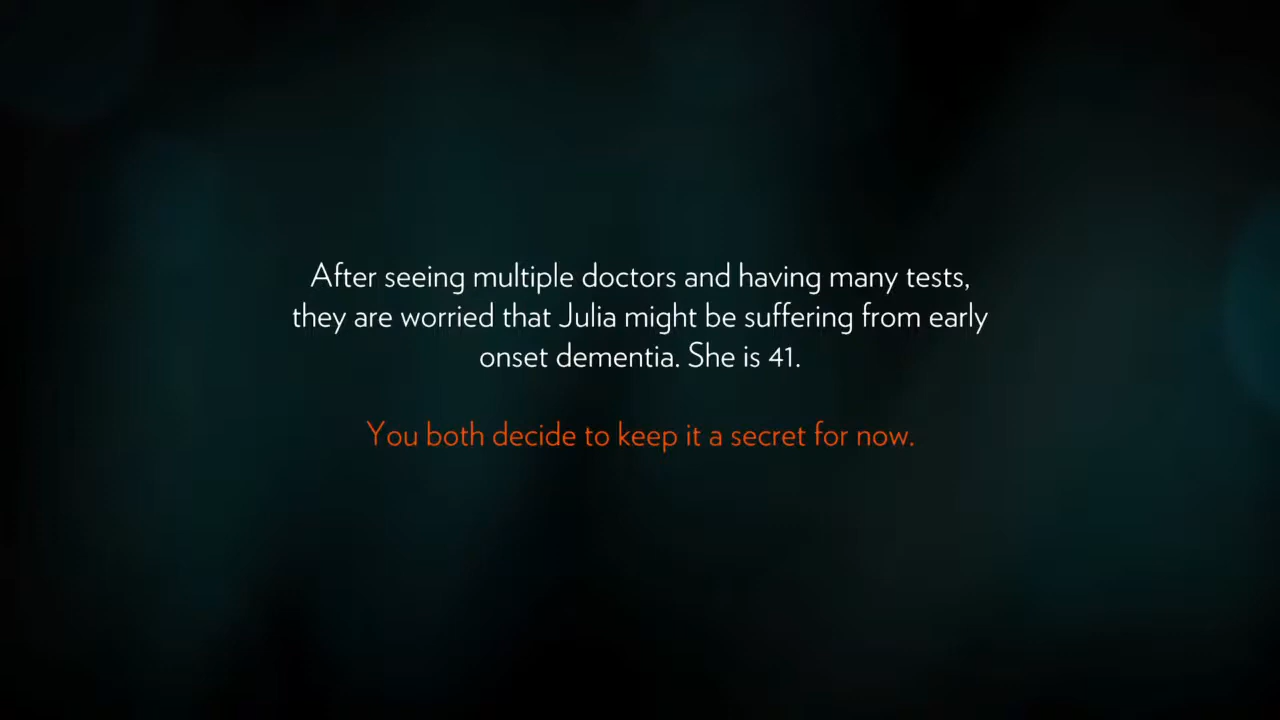 After seeing multiple doctors and having many tests,
they are worried that Julia might be suffering from early
onset dementia. She is 41.
You both decide to keep it a secret for now.